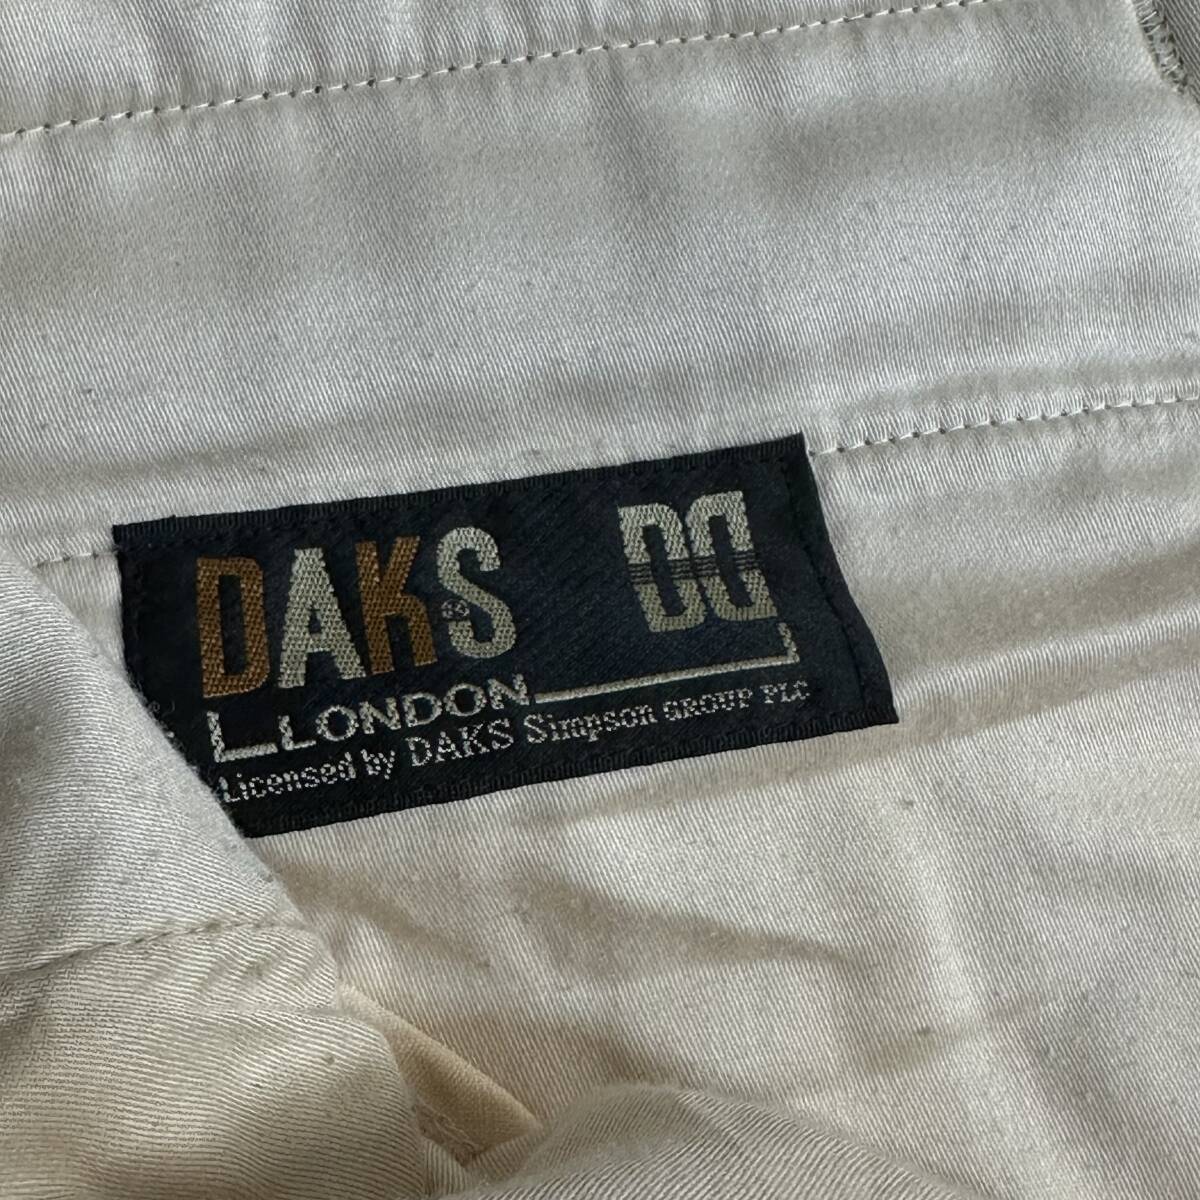 DAKS DD
LONDON
Licensed by DAKS Simpson GROUP PLC